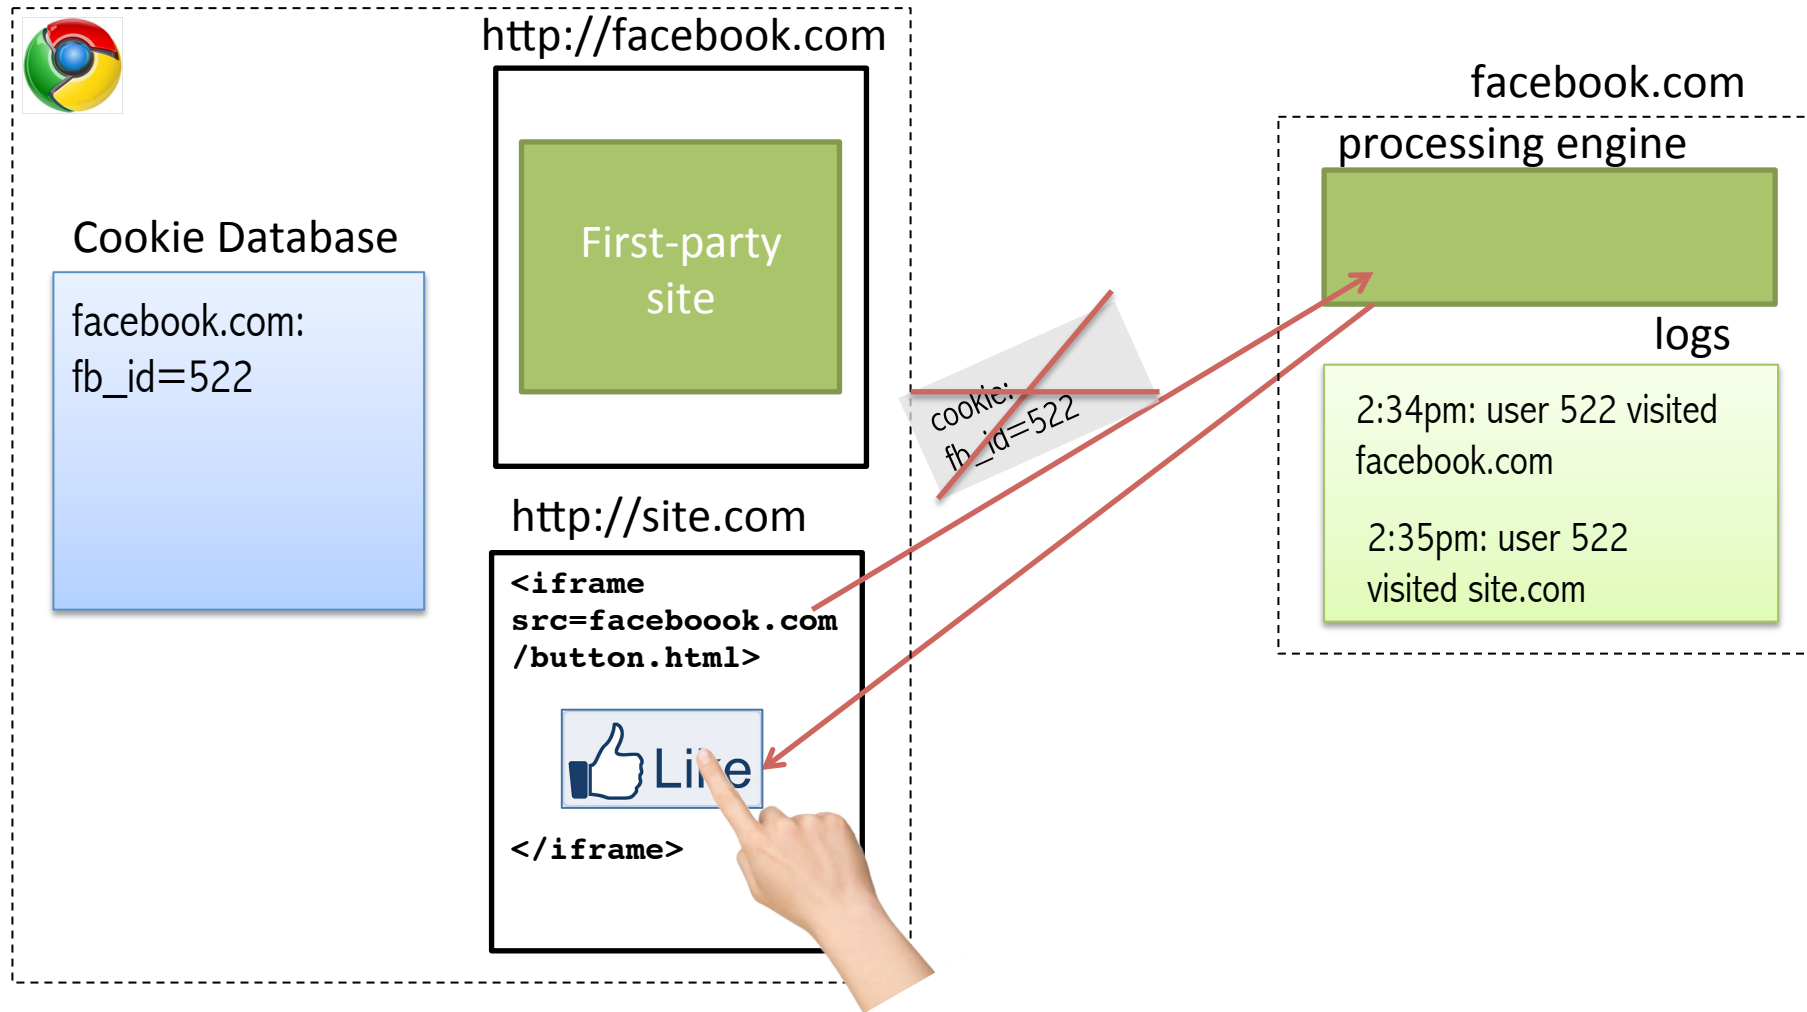 http://facebook.com
facebook.com
processing engine
Cookie Database
First-party
site
facebook.com:
fb_id=522
cookie:
fb_id=522
logs
2:34pm: user 522 visited
facebook.com
2:35pm: user 522
visited site.com
http://site.com
<iframe
src=faceboook.com
/button.html>
Like
</iframe>